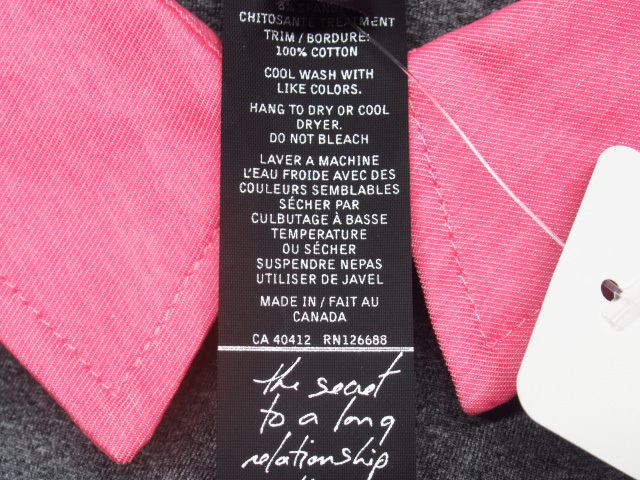 8% SPANDEX
CHITOSANTE TREATMENT
TRIM / BORDURE:
100% COTTON
COOL WASH WITH
LIKE COLORS.
HANG TO DRY OR COOL
DRYER.
DO NOT BLEACH
LAVER A MACHINE
L'EAU FROIDE AVEC DES
COULEURS SEMBLABLES
SÉCHER PAR
CULBUTAGE À BASSE
TEMPERATURE
OU SÉCHER
SUSPENDRE NEPAS
UTILISER DE JAVEL
MADE IN / FAIT AU
CANADA
CA 40412 RN126688
the secret
to a long
relationship